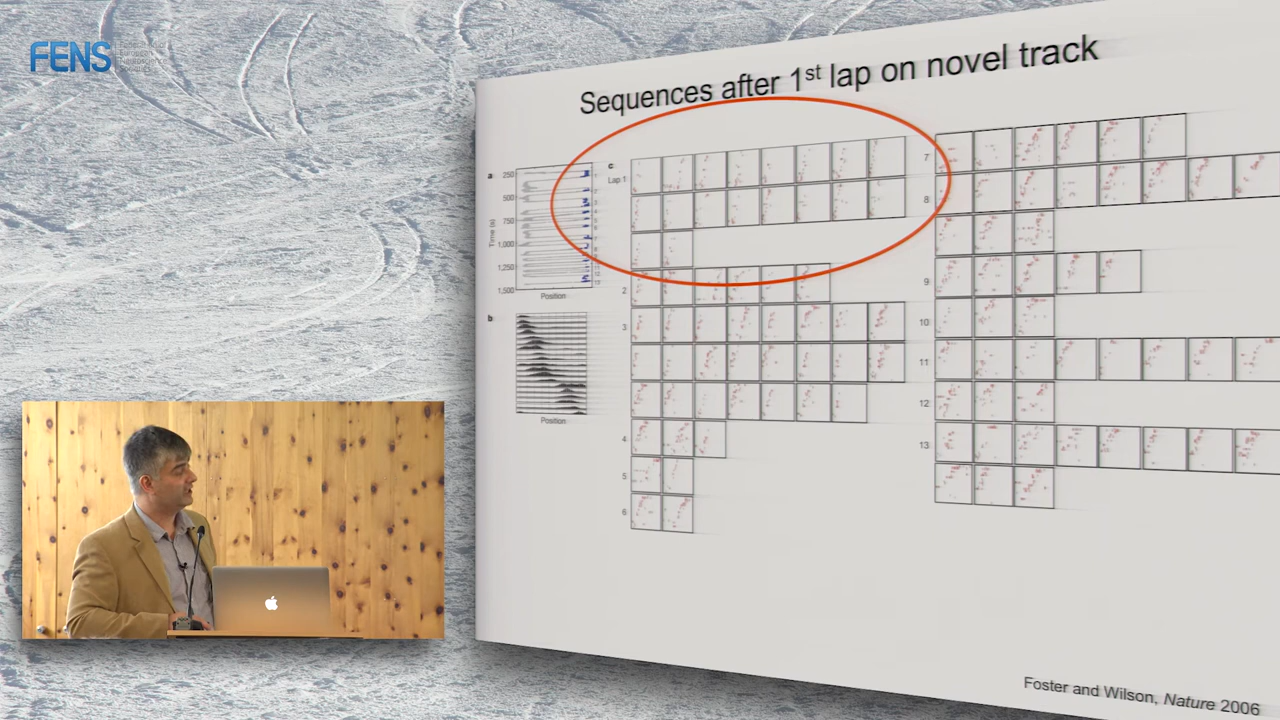 FENS
Sequences after 1st lap on novel track
a
250
500
750
1,000
1,250
1,500
Time (s)
Position
b
Position
c
Lap 1
2
3
4
5
6
7
8
9
10
11
12
13
Foster and Wilson, Nature 2006